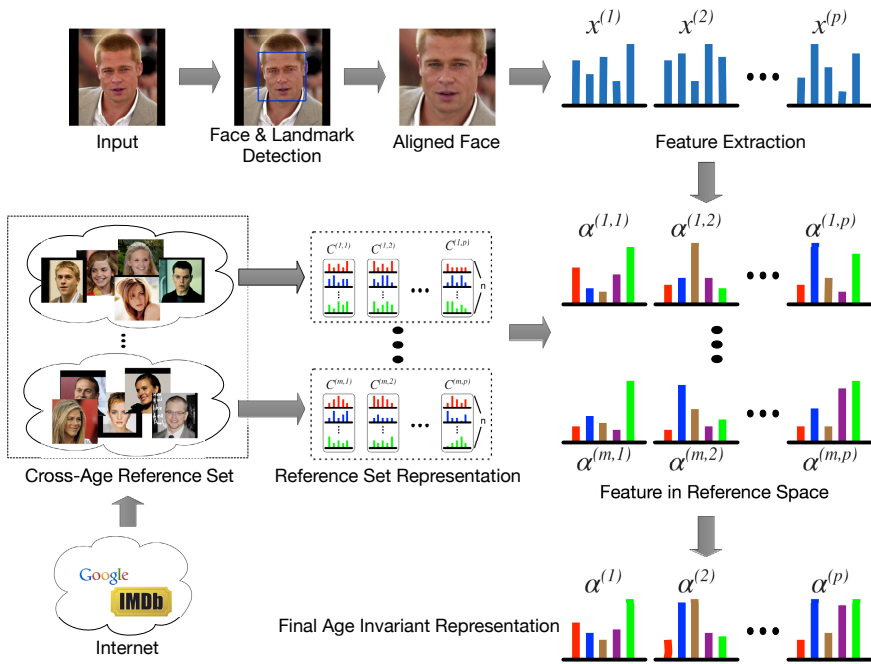 x(1) x(2) x(p)
Input
Face & Landmark
Detection
Aligned Face
Feature Extraction
α(1,1) α(1,2) α(1,p)
C(1,1) C(1,2) C(1,p)
n
C(m,1) C(m,2) C(m,p)
n
α(m,1) α(m,2) α(m,p)
Cross-Age Reference Set
Reference Set Representation
Feature in Reference Space
Google
IMDb
Internet
α(1) α(2) α(p)
Final Age Invariant Representation